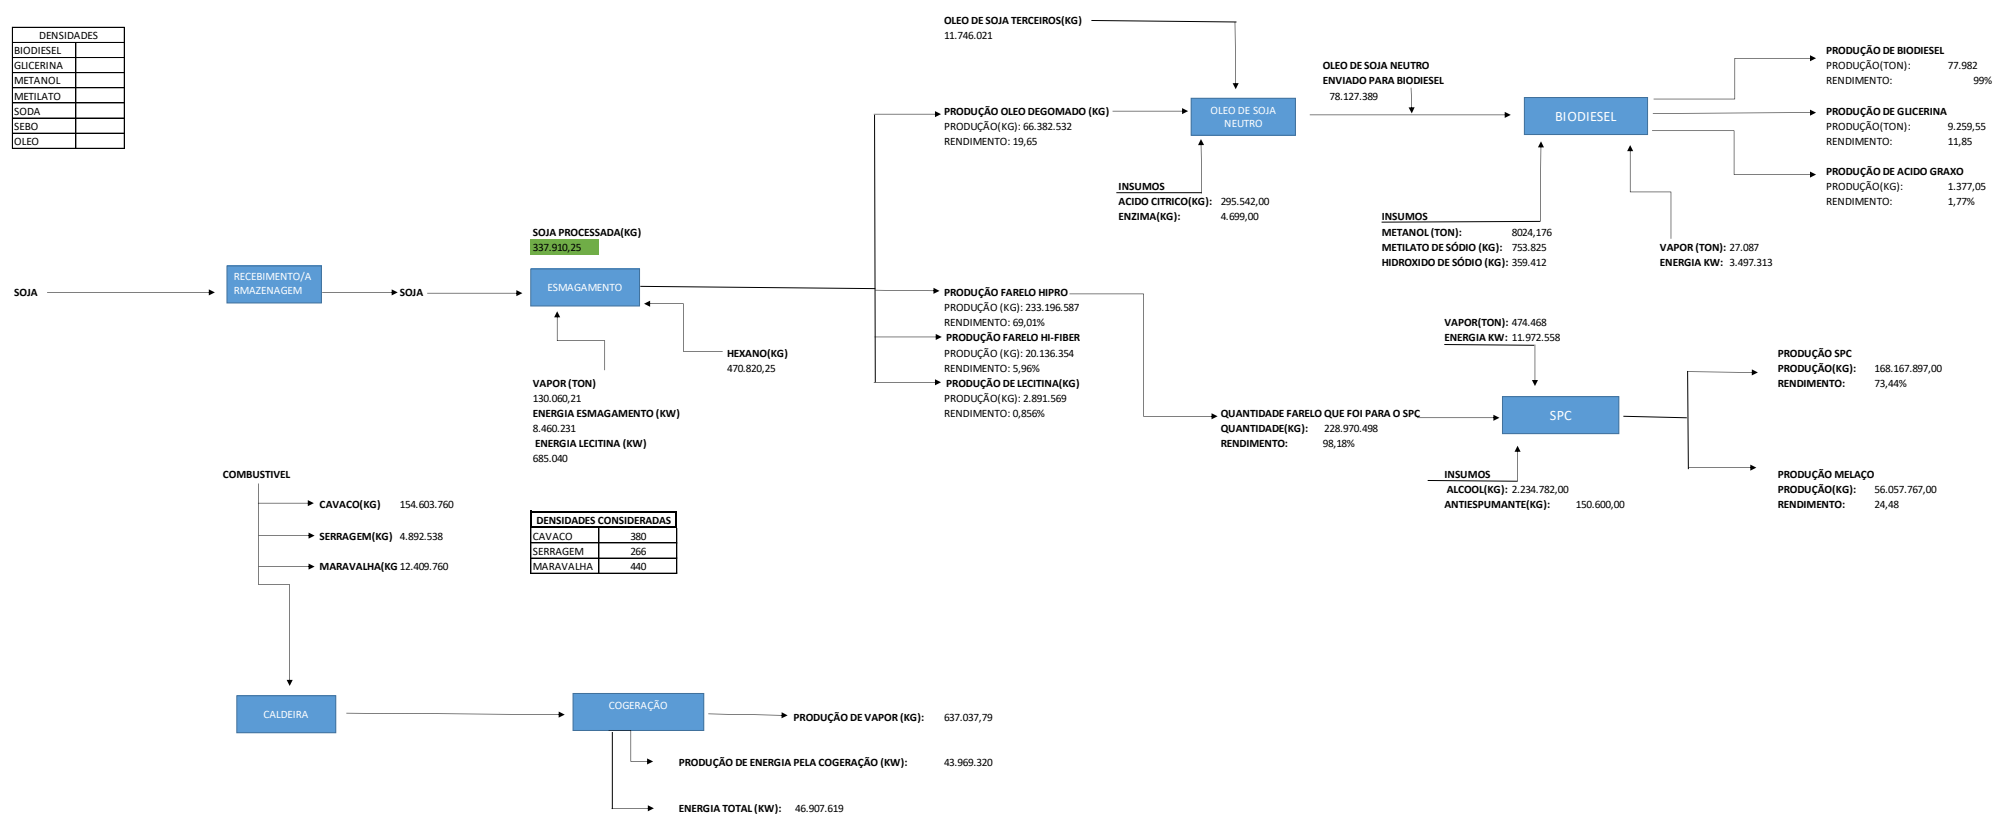 DENSIDADES
BIODIESEL
GLICERINA
METANOL
METILATO
SODA
SEBO
OLEO
OLEO DE SOJA TERCEIROS(KG)
11.746.021
PRODUÇÃO OLEO DEGOMADO (KG)
PRODUÇÃO(KG): 66.382.532
RENDIMENTO: 19,65
OLEO DE SOJA
NEUTRO
INSUMOS
ACIDO CITRICO(KG): 295.542,00
ENZIMA(KG): 4.699,00
OLEO DE SOJA NEUTRO
ENVIADO PARA BIODIESEL
78.127.389
BIODIESEL
PRODUÇÃO DE BIODIESEL
PRODUÇÃO(TON): 77.982
RENDIMENTO: 99%
PRODUÇÃO DE GLICERINA
PRODUÇÃO(TON): 9.259,55
RENDIMENTO: 11,85
PRODUÇÃO DE ACIDO GRAXO
PRODUÇÃO(KG): 1.377,05
RENDIMENTO: 1,77%
INSUMOS
METANOL (TON): 8024,176
METILATO DE SÓDIO (KG): 753.825
HIDROXIDO DE SÓDIO (KG): 359.412
VAPOR (TON): 27.087
ENERGIA KW: 3.497.313
SOJA
RECEBIMENTO/A
RMAZENAGEM
SOJA
SOJA PROCESSADA(KG)
337.910,25
ESMAGAMENTO
HEXANO(KG)
470.820,25
VAPOR (TON)
130.060,21
ENERGIA ESMAGAMENTO (KW)
8.460.231
ENERGIA LECITINA (KW)
685.040
PRODUÇÃO FARELO HIPRO
PRODUÇÃO (KG): 233.196.587
RENDIMENTO: 69,01%
PRODUÇÃO FARELO HI-FIBER
PRODUÇÃO (KG): 20.136.354
RENDIMENTO: 5,96%
PRODUÇÃO DE LECITINA(KG)
PRODUÇÃO(KG): 2.891.569
RENDIMENTO: 0,856%
QUANTIDADE FARELO QUE FOI PARA O SPC
QUANTIDADE(KG): 228.970.498
RENDIMENTO: 98,18%
VAPOR(TON): 474.468
ENERGIA KW: 11.972.558
SPC
INSUMOS
ALCOOL(KG): 2.234.782,00
ANTIESPUMANTE(KG): 150.600,00
PRODUÇÃO SPC
PRODUÇÃO(KG): 168.167.897,00
RENDIMENTO: 73,44%
PRODUÇÃO MELAÇO
PRODUÇÃO(KG): 56.057.767,00
RENDIMENTO: 24,48
COMBUSTIVEL
CAVACO(KG) 154.603.760
SERRAGEM(KG) 4.892.538
MARAVALHA(KG 12.409.760
DENSIDADES CONSIDERADAS
CAVACO 380
SERRAGEM 266
MARAVALHA 440
CALDEIRA
COGERAÇÃO
PRODUÇÃO DE VAPOR (KG): 637.037,79
PRODUÇÃO DE ENERGIA PELA COGERAÇÃO (KW): 43.969.320
ENERGIA TOTAL (KW): 46.907.619